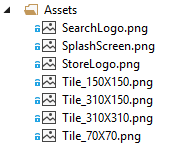 Assets
SearchLogo.png
SplashScreen.png
StoreLogo.png
Tile_150X150.png
Tile_310X150.png
Tile_310X310.png
Tile_70X70.png